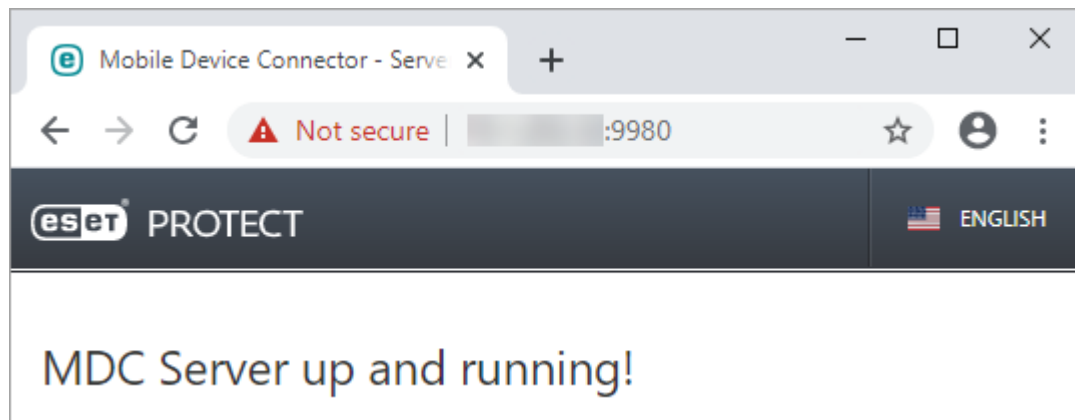 Mobile Device Connector - Serve
Not secure | :9980
eseT® PROTECT
ENGLISH
MDC Server up and running!